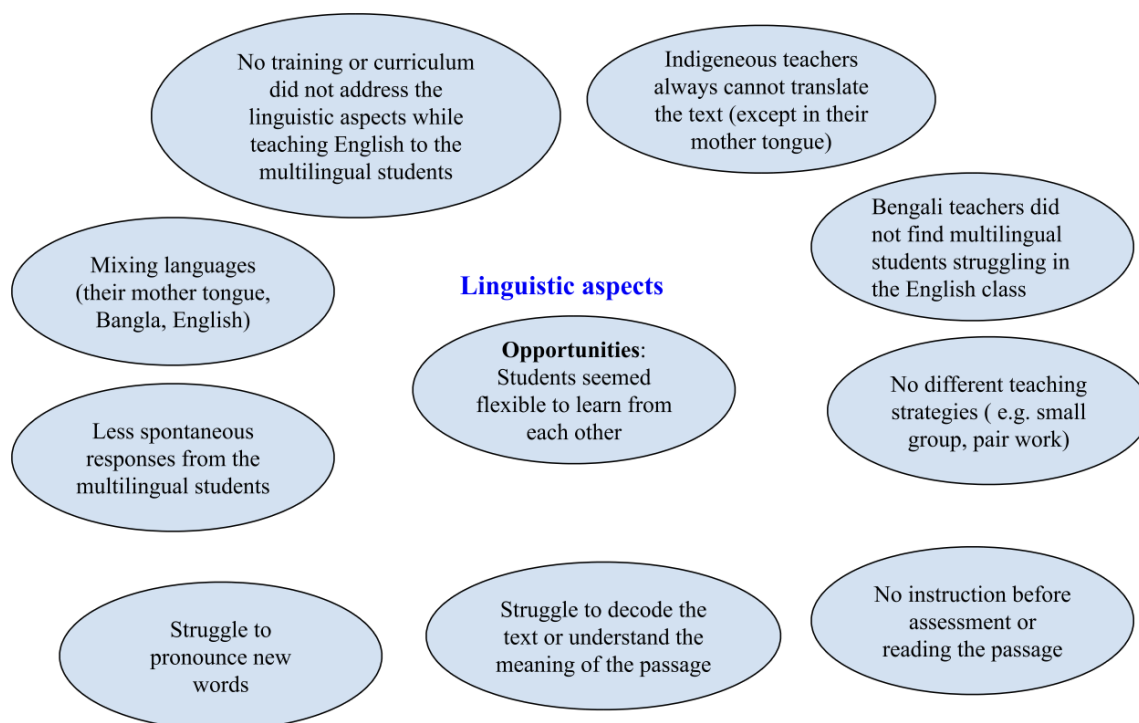 No training or curriculum
did not address the
linguistic aspects while
teaching English to the
multilingual students
Indigeneous teachers
always cannot translate
the text (except in their
mother tongue)
Bengali teachers did
not find multilingual
students struggling in
the English class
Mixing languages
(their mother tongue,
Bangla, English)
Linguistic aspects
Opportunities:
Students seemed
flexible to learn from
each other
No different teaching
strategies ( e.g. small
group, pair work)
Less spontaneous
responses from the
multilingual students
Struggle to
pronounce new
words
Struggle to decode the
text or understand the
meaning of the passage
No instruction before
assessment or
reading the passage